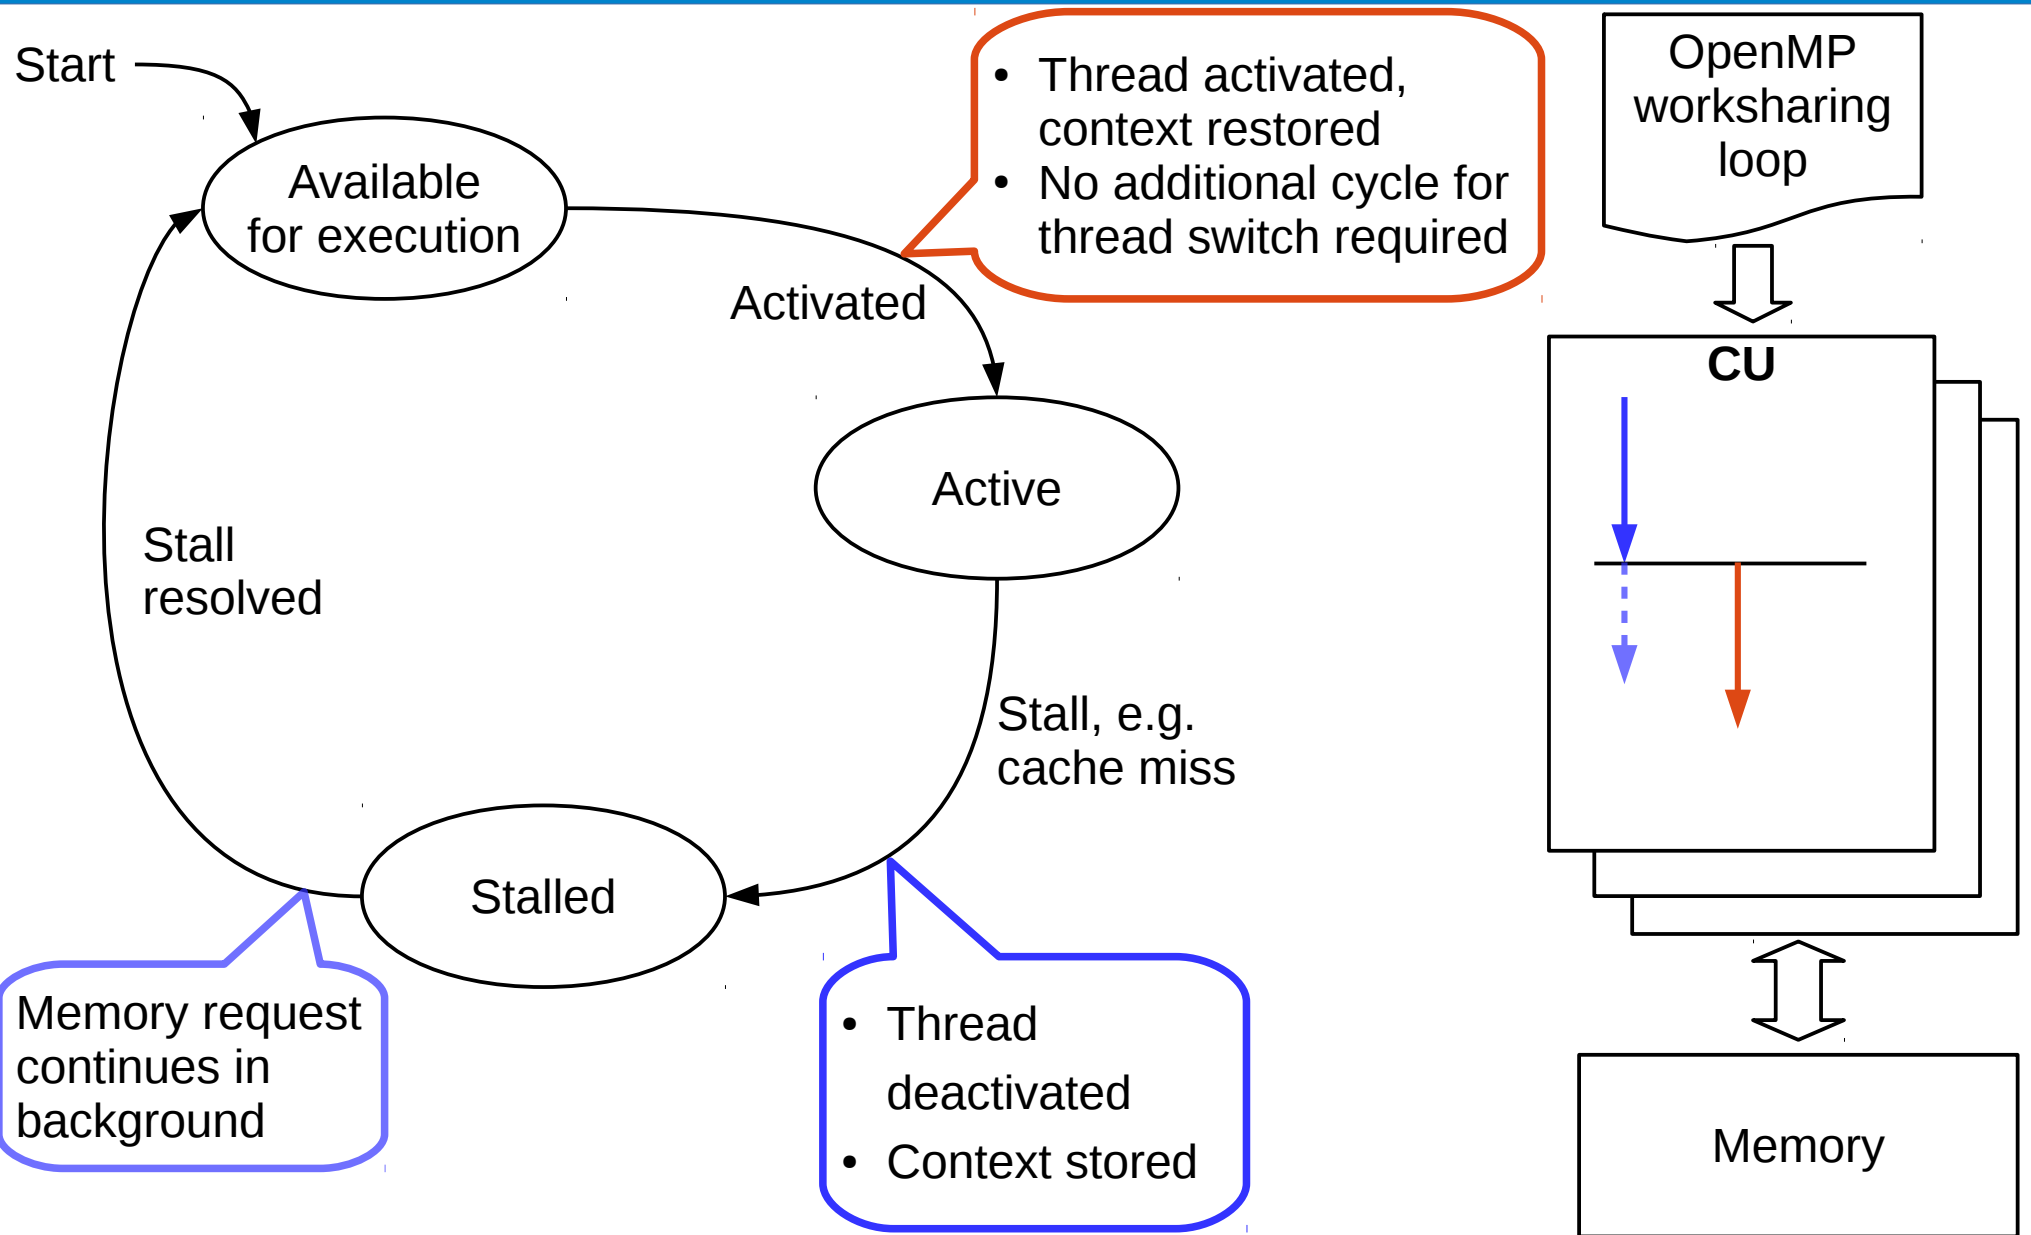 Start
Available
for execution
• Thread activated,
context restored
• No additional cycle for
thread switch required
Activated
Active
Stall, e.g.
cache miss
Stalled
• Thread
deactivated
• Context stored
Stall
resolved
Memory request
continues in
background
OpenMP
worksharing
loop
CU
Memory